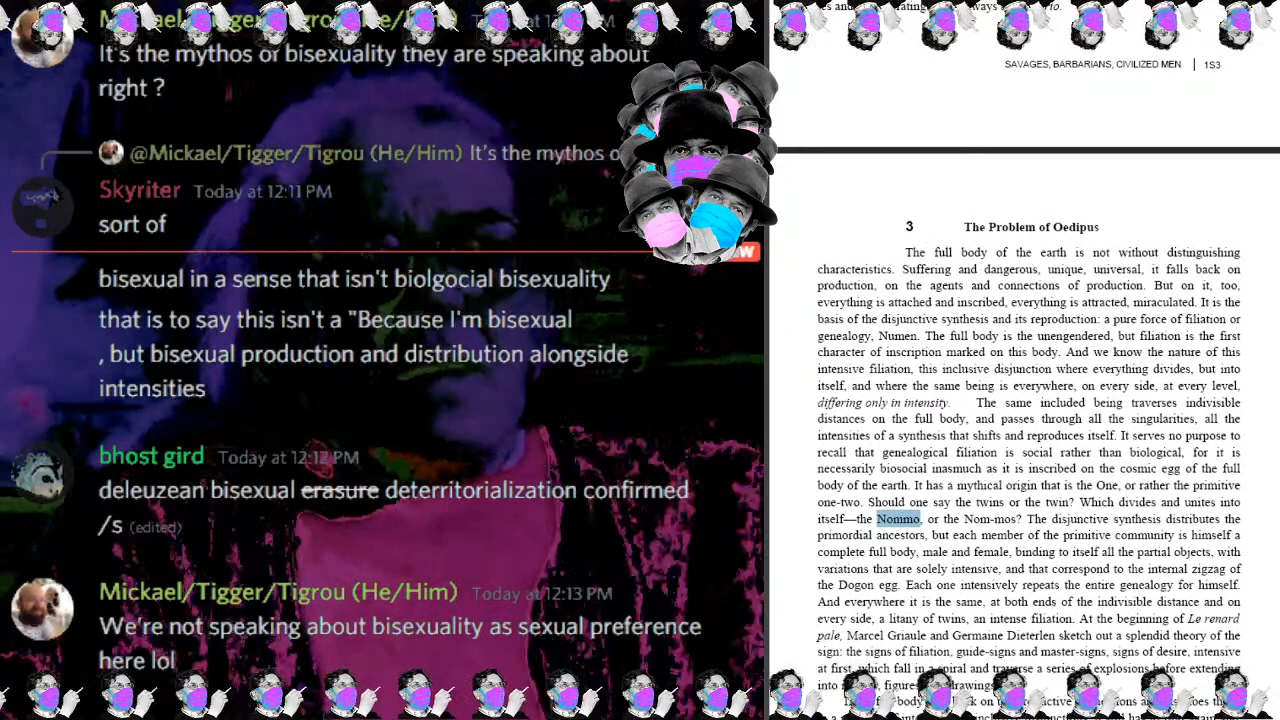 Michael/Tigger/Tigrou (He/Him) Today at 12:
It's the mythos of bisexuality they are speaking about
right ?
@Mickael/Tigger/Tigrou (He/Him) It's the mythos o
Skyriter Today at 12:11 PM
sort of
bisexual in a sense that isn't biolgocial bisexuality
that is to say this isn't a "Because I'm bisexual
, but bisexual production and distribution alongside
intensities
bhost gird Today at 12:12 PM
deleuzean bisexual erasure deterritorialization confirmed
/s (edited)
Mickael/Tigger/Tigrou (He/Him) Today at 12:13 PM
We're not speaking about bisexuality as sexual preference
here lol
SAVAGES, BARBARIANS, CIVILIZED MEN 1S3
3 The Problem of Oedipus
The full body of the earth is not without distinguishing
characteristics. Suffering and dangerous, unique, universal, it falls back on
production, on the agents and connections of production. But on it, too,
everything is attached and inscribed, everything is attracted, miraculated. It is the
basis of the disjunctive synthesis and its reproduction: a pure force of filiation or
genealogy, Numen. The full body is the unengendered, but filiation is the first
character of inscription marked on this body. And we know the nature of this
intensive filiation, this inclusive disjunction where everything divides, but into
itself, and where the same being is everywhere, on every side, at every level,
differing only in intensity. The same included being traverses indivisible
distances on the full body, and passes through all the singularities, all the
intensities of a synthesis that shifts and reproduces itself. It serves no purpose to
recall that genealogical filiation is social rather than biological, for it is
necessarily biosocial inasmuch as it is inscribed on the cosmic egg of the full
body of the earth. It has a mythical origin that is the One, or rather the primitive
one-two. Should one say the twins or the twin? Which divides and unites into
itself—the Nommo, or the Nom-mos? The disjunctive synthesis distributes the
primordial ancestors, but each member of the primitive community is himself a
complete full body, male and female, binding to itself all the partial objects, with
variations that are solely intensive, and that correspond to the internal zigzag of
the Dogon egg. Each one intensively repeats the entire genealogy for himself.
And everywhere it is the same, at both ends of the indivisible distance and on
every side, a litany of twins, an intense filiation. At the beginning of Le renard
pale, Marcel Griaule and Germaine Dieterlen sketch out a splendid theory of the
sign: the signs of filiation, guide-signs and master-signs, signs of desire, intensive
at first, which fall in a spiral and traverse a series of explosions before extending
into figures drawings